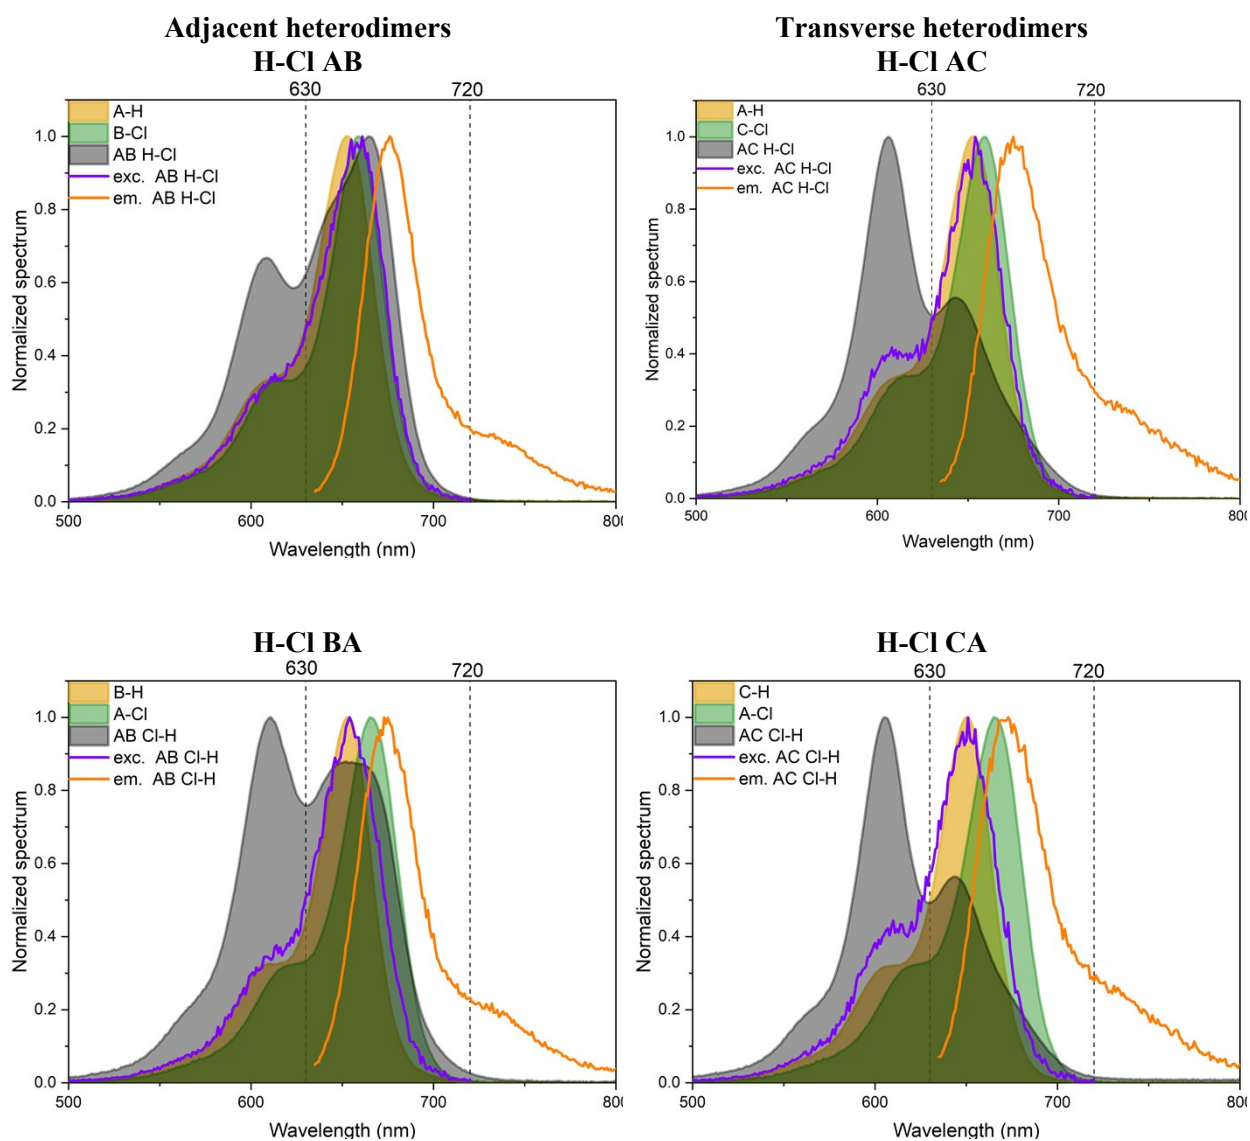 Adjacent heterodimers
H-Cl AB
630
720
A-H
B-Cl
AB H-Cl
exc. AB H-Cl
em. AB H-Cl
1.0
0.8
0.6
0.4
0.2
0.0
Normalized spectrum
500
600
700
800
Wavelength (nm)
Transverse heterodimers
H-Cl AC
630
720
A-H
C-Cl
AC H-Cl
exc. AC H-Cl
em. AC H-Cl
1.0
0.8
0.6
0.4
0.2
0.0
Normalized spectrum
500
600
700
800
Wavelength (nm)
H-Cl BA
630
720
B-H
A-Cl
AB Cl-H
exc. AB Cl-H
em. AB Cl-H
1.0
0.8
0.6
0.4
0.2
0.0
Normalized spectrum
500
600
700
800
Wavelength (nm)
H-Cl CA
630
720
C-H
A-Cl
AC Cl-H
exc. AC Cl-H
em. AC Cl-H
1.0
0.8
0.6
0.4
0.2
0.0
Normalized spectrum
500
600
700
800
Wavelength (nm)